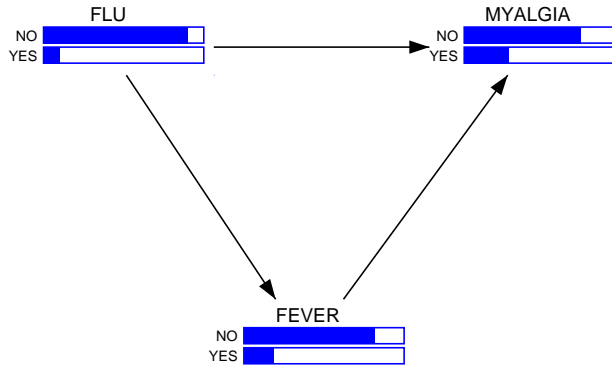 FLU
NO
YES
MYALGIA
NO
YES
FEVER
NO
YES